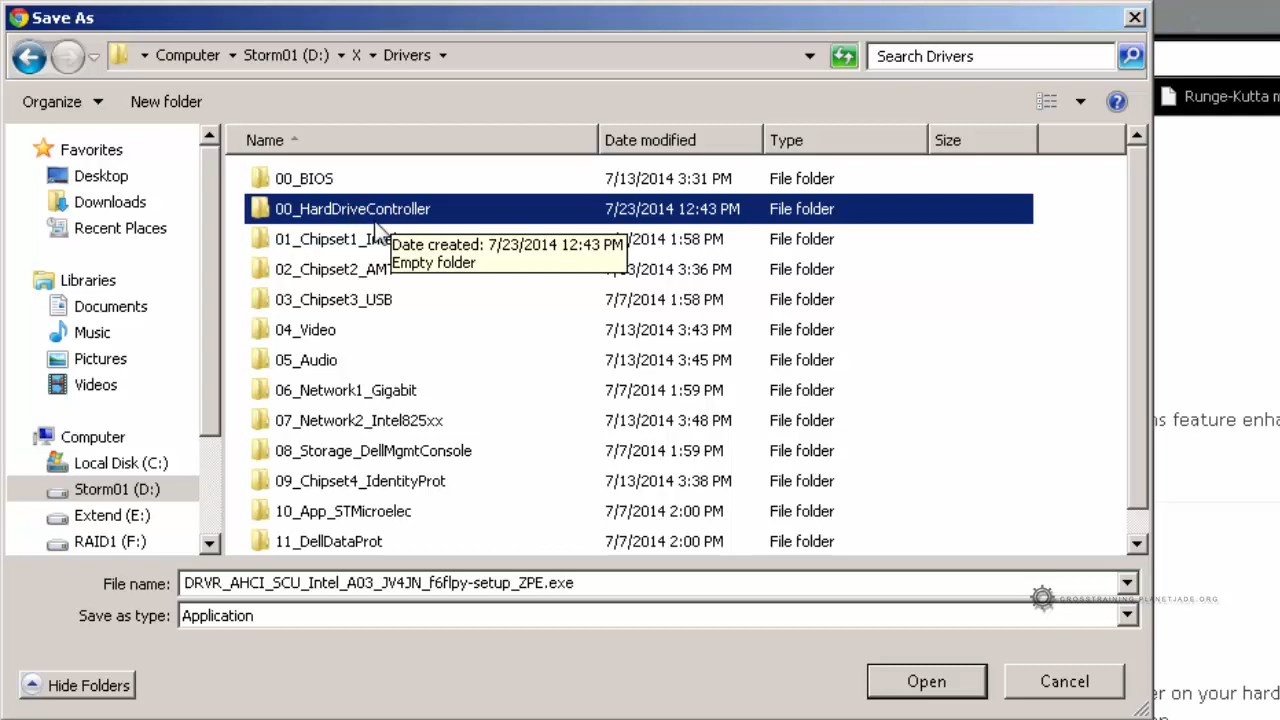 Save As
Computer Storm01 (D:) X Drivers
Search Drivers
Runge-Kutta m
Organize New folder
Name Date modified Type Size
Favorites
Desktop
Downloads
Recent Places
Libraries
Documents
Music
Pictures
Videos
Computer
Local Disk (C:)
Storm01 (D:)
Extend (E:)
RAID1 (F:)
00_BIOS 7/13/2014 3:31 PM File folder
00_HardDriveController 7/23/2014 12:43 PM File folder
01_Chipset1_Inte /2014 1:58 PM File folder
02_Chipset2_AMT /2014 3:36 PM File folder
Date created: 7/23/2014 12:43 PM
Empty folder
03_Chipset3_USB 7/7/2014 1:58 PM File folder
04_Video 7/13/2014 3:43 PM File folder
05_Audio 7/13/2014 3:45 PM File folder
06_Network1_Gigabit 7/7/2014 1:59 PM File folder
07_Network2_Intel825xx 7/13/2014 3:48 PM File folder
08_Storage_DellMgmtConsole 7/7/2014 1:59 PM File folder
09_Chipset4_IdentityProt 7/13/2014 3:38 PM File folder
10_App_STMicroelec 7/7/2014 2:00 PM File folder
11_DellDataProt 7/7/2014 2:00 PM File folder
ns feature enha
File name: DRVR_AHCI_SCU_Intel_A03_JV4JN_f6flpy-setup_ZPE.exe
CROSSTRAINING.PLANETJADE.ORG
Save as type: Application
Hide Folders Open Cancel
er on your hard